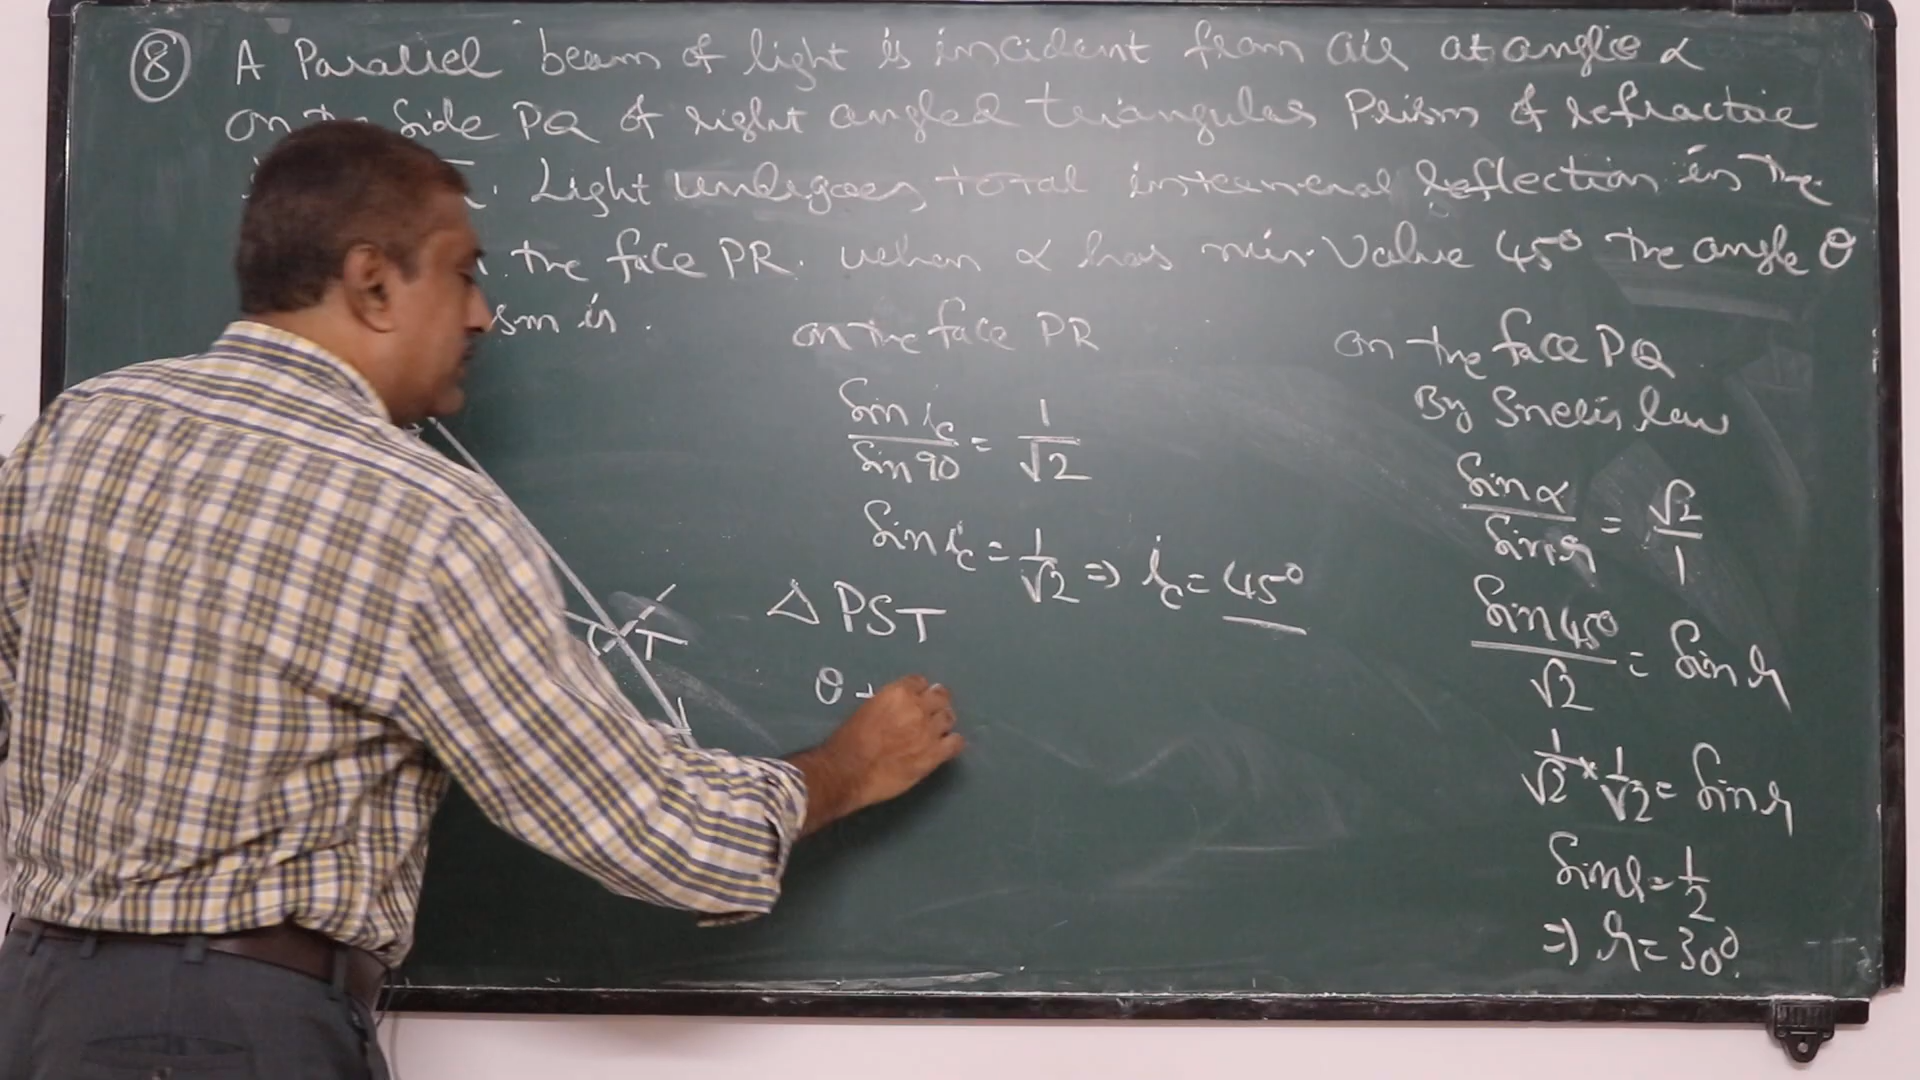 8 A Parallel beam of light is incident from air at angle α
on the Side PQ of right angled triangular Prism of refractive
. Light undergoes total internal reflection in the
the face PR. when α has min. Value 45° the angle θ
sm is.
on the face PR
sin ic / sin 90 = 1/√2
sin ic = 1/√2 ⇒ ic = 45°
T
△ PST
θ +
on the face PQ
By Snell's law
sin α / sin r = √2/1
sin 45° / √2 = sin r
1/√2 × 1/√2 = sin r
sin r = 1/2
⇒ r = 30°